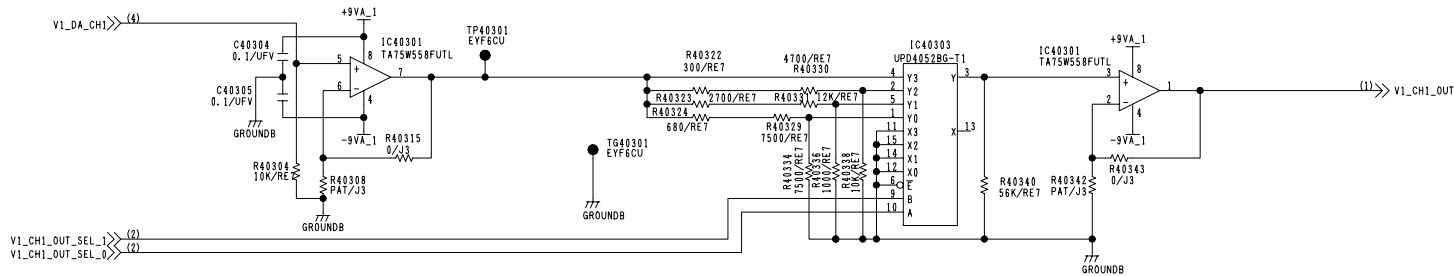 V1_DA_CH1
(4)
+9VA_1
C40304
0.1/UFV
IC40301
TA75W558FUTL
8
5
6
7
4
+
-
C40305
0.1/UFV
GROUNDB
-9VA_1
R40315
0/J3
R40304
10K/RE7
R40308
PAT/J3
GROUNDB
TP40301
EYF6CU
TG40301
EYF6CU
GROUNDB
R40322
300/RE7
4700/RE7
R40330
R40323
2700/RE7
R40331
12K/RE7
R40324
680/RE7
R40329
7500/RE7
R40334
7500/RE7
R40336
1000/RE7
R40338
10K/RE7
IC40303
UPD4052BG-T1
4 Y3 Y 3
2 Y2
5 Y1
1 Y0
11 X3 X 13
15 X2
14 X1
12 X0
6 E
9 B
10 A
R40340
56K/RE7
+9VA_1
IC40301
TA75W558FUTL
8
3
2
1
4
+
-
-9VA_1
R40343
0/J3
R40342
PAT/J3
GROUNDB
(1)
V1_CH1_OUT
V1_CH1_OUT_SEL_1
(2)
V1_CH1_OUT_SEL_0
(2)